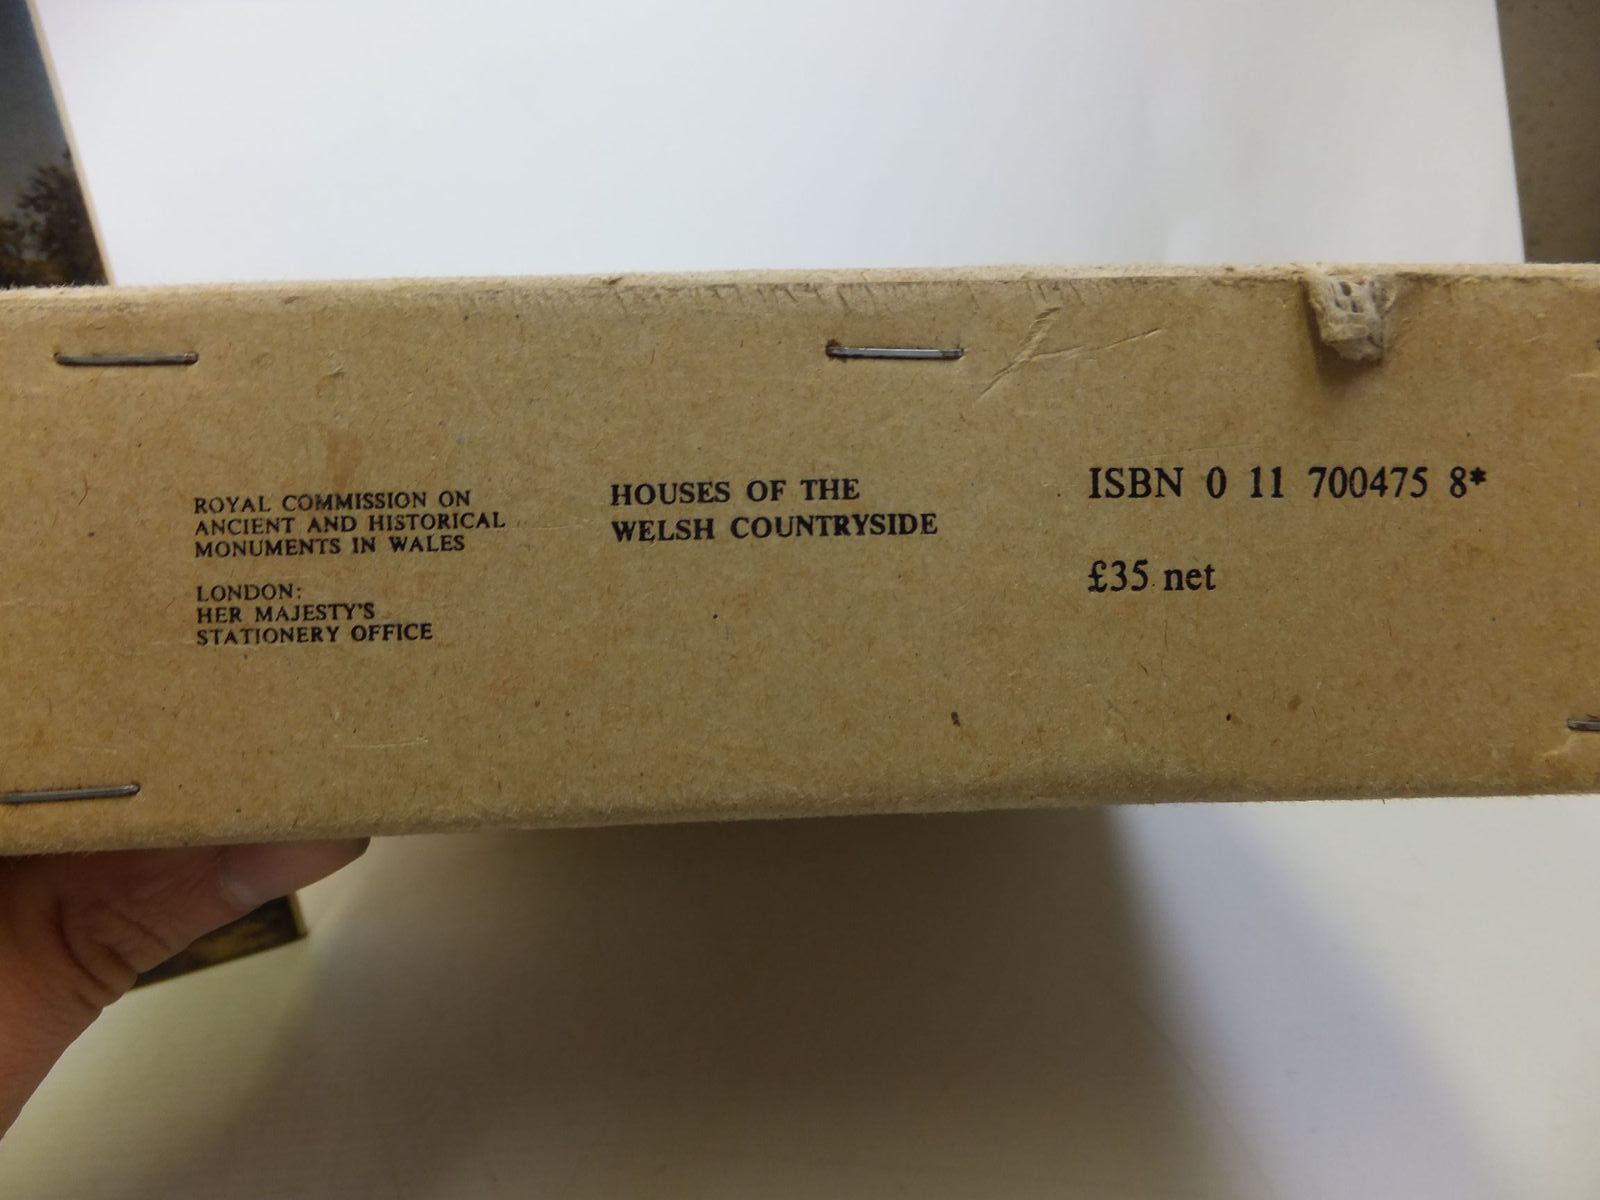 ROYAL COMMISSION ON
ANCIENT AND HISTORICAL
MONUMENTS IN WALES
LONDON:
HER MAJESTY'S
STATIONERY OFFICE
HOUSES OF THE
WELSH COUNTRYSIDE
ISBN 0 11 700475 8*
£35 net